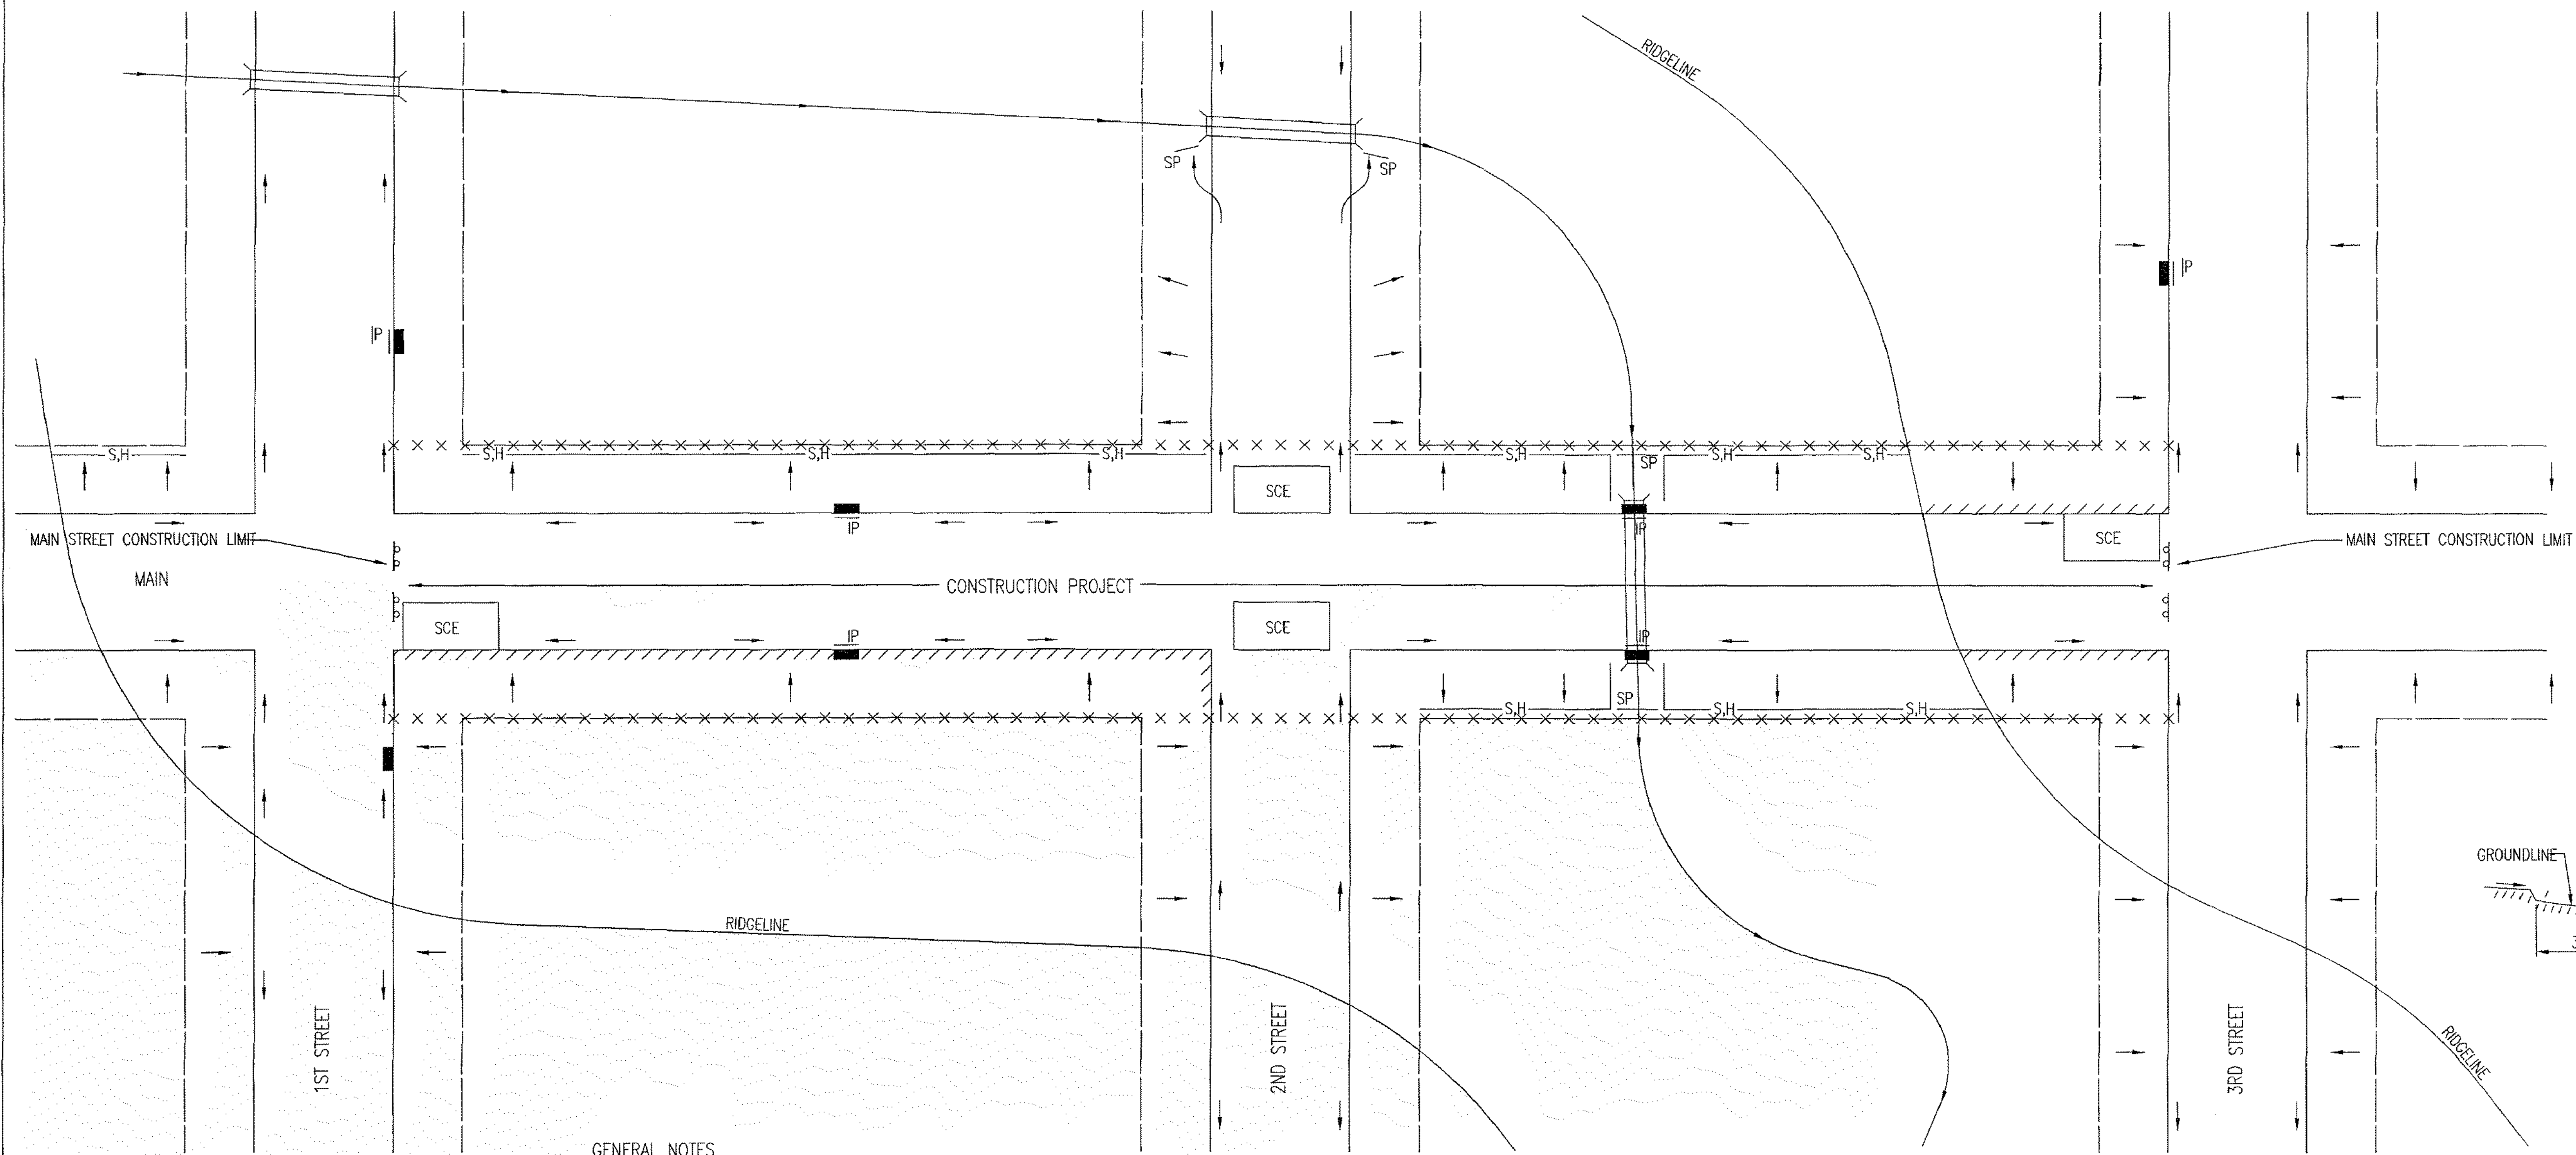 RIDGELINE
SP
SP
IP
IP
S,H
S,H
S,H
S,H
S,H
SP
S,H
S,H
SCE
MAIN STREET CONSTRUCTION LIMIT
IP
IP
SCE
MAIN STREET CONSTRUCTION LIMIT
MAIN
CONSTRUCTION PROJECT
SCE
IP
SCE
IP
S,H
SP
S,H
S,H
GROUNDLINE
RIDGELINE
1ST STREET
2ND STREET
3RD STREET
RIDGELINE
GENERAL NOTES